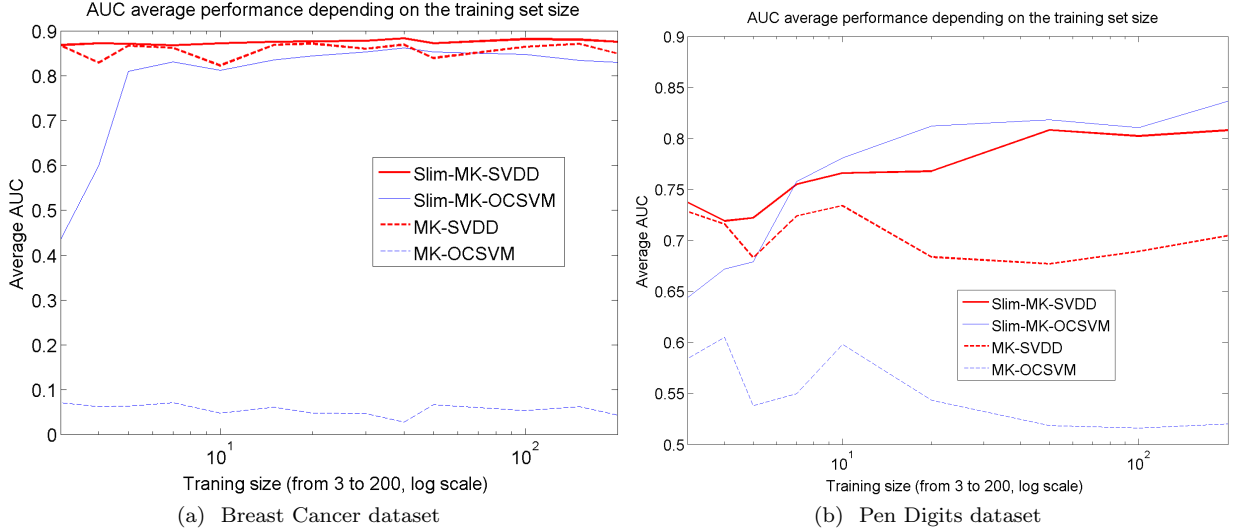 AUC average performance depending on the training set size
0.9
0.8
0.7
0.6
0.5
0.4
0.3
0.2
0.1
0
Average AUC
Slim-MK-SVDD
Slim-MK-OCSVM
MK-SVDD
MK-OCSVM
10^1
10^2
Traning size (from 3 to 200, log scale)
(a) Breast Cancer dataset
AUC average performance depending on the training set size
0.9
0.85
0.8
0.75
0.7
0.65
0.6
0.55
0.5
Average AUC
Slim-MK-SVDD
Slim-MK-OCSVM
MK-SVDD
MK-OCSVM
10^1
10^2
Training size (from 3 to 200, log scale)
(b) Pen Digits dataset